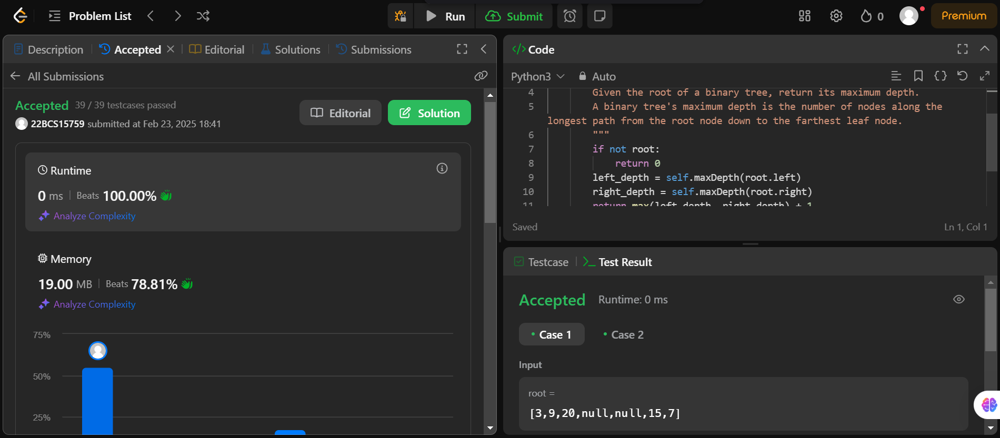 Problem List
Run
Submit
0
Premium
Description
Accepted
Editorial
Solutions
Submissions
All Submissions
Accepted 39 / 39 testcases passed
22BCS15759 submitted at Feb 23, 2025 18:41
Editorial
Solution
Runtime
0 ms Beats 100.00%
Analyze Complexity
Memory
19.00 MB Beats 78.81%
Analyze Complexity
75%
50%
25%
</> Code
Python3
Auto
4 Given the root of a binary tree, return its maximum depth.
5 A binary tree's maximum depth is the number of nodes along the
longest path from the root node down to the farthest leaf node.
6 """
7 if not root:
8 return 0
9 left_depth = self.maxDepth(root.left)
10 right_depth = self.maxDepth(root.right)
11 return max(left_depth, right_depth) + 1
Saved
Ln 1, Col 1
Testcase
>_ Test Result
Accepted Runtime: 0 ms
• Case 1
• Case 2
Input
root =
[3,9,20,null,null,15,7]